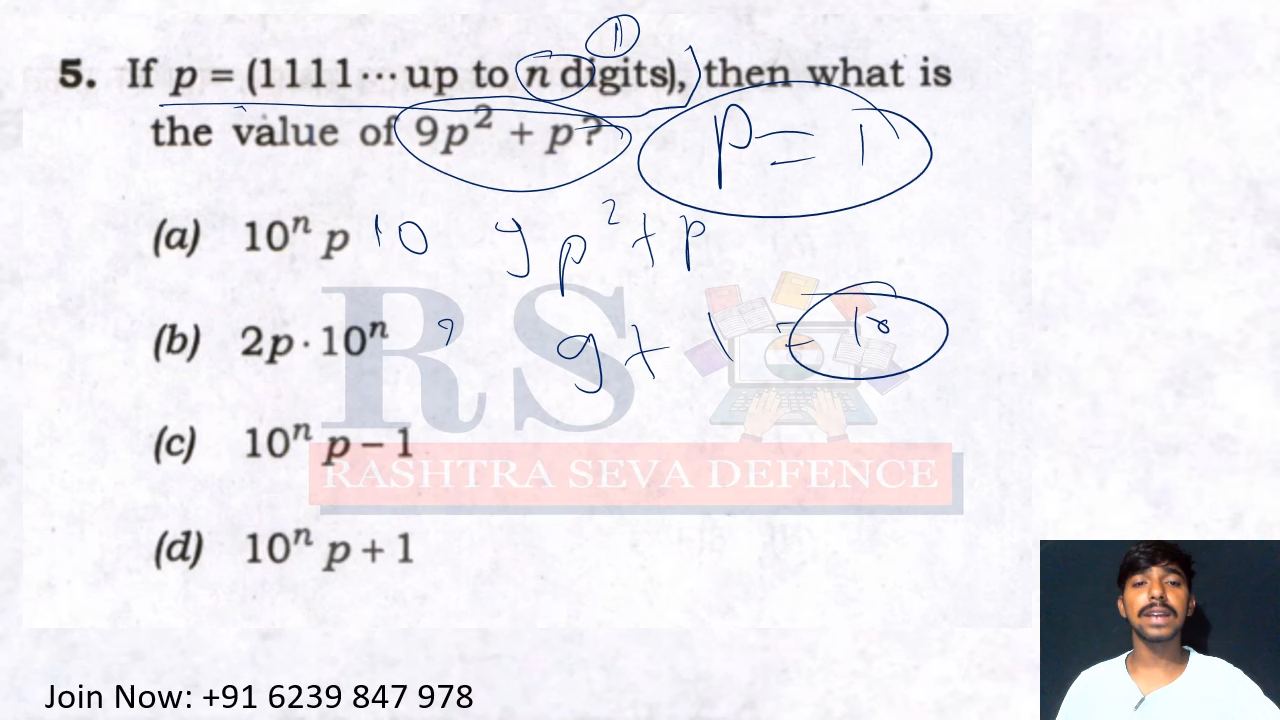 5. If p = (1111 ··· up to n digits), then what is
the value of 9p² + p?
p = 1
(a) 10ⁿ p 10
9p² + p
(b) 2p · 10ⁿ
9 + 1 = 10
(c) 10ⁿ p – 1
(d) 10ⁿ p + 1
RS
RASHTRA SEVA DEFENCE
Join Now: +91 6239 847 978